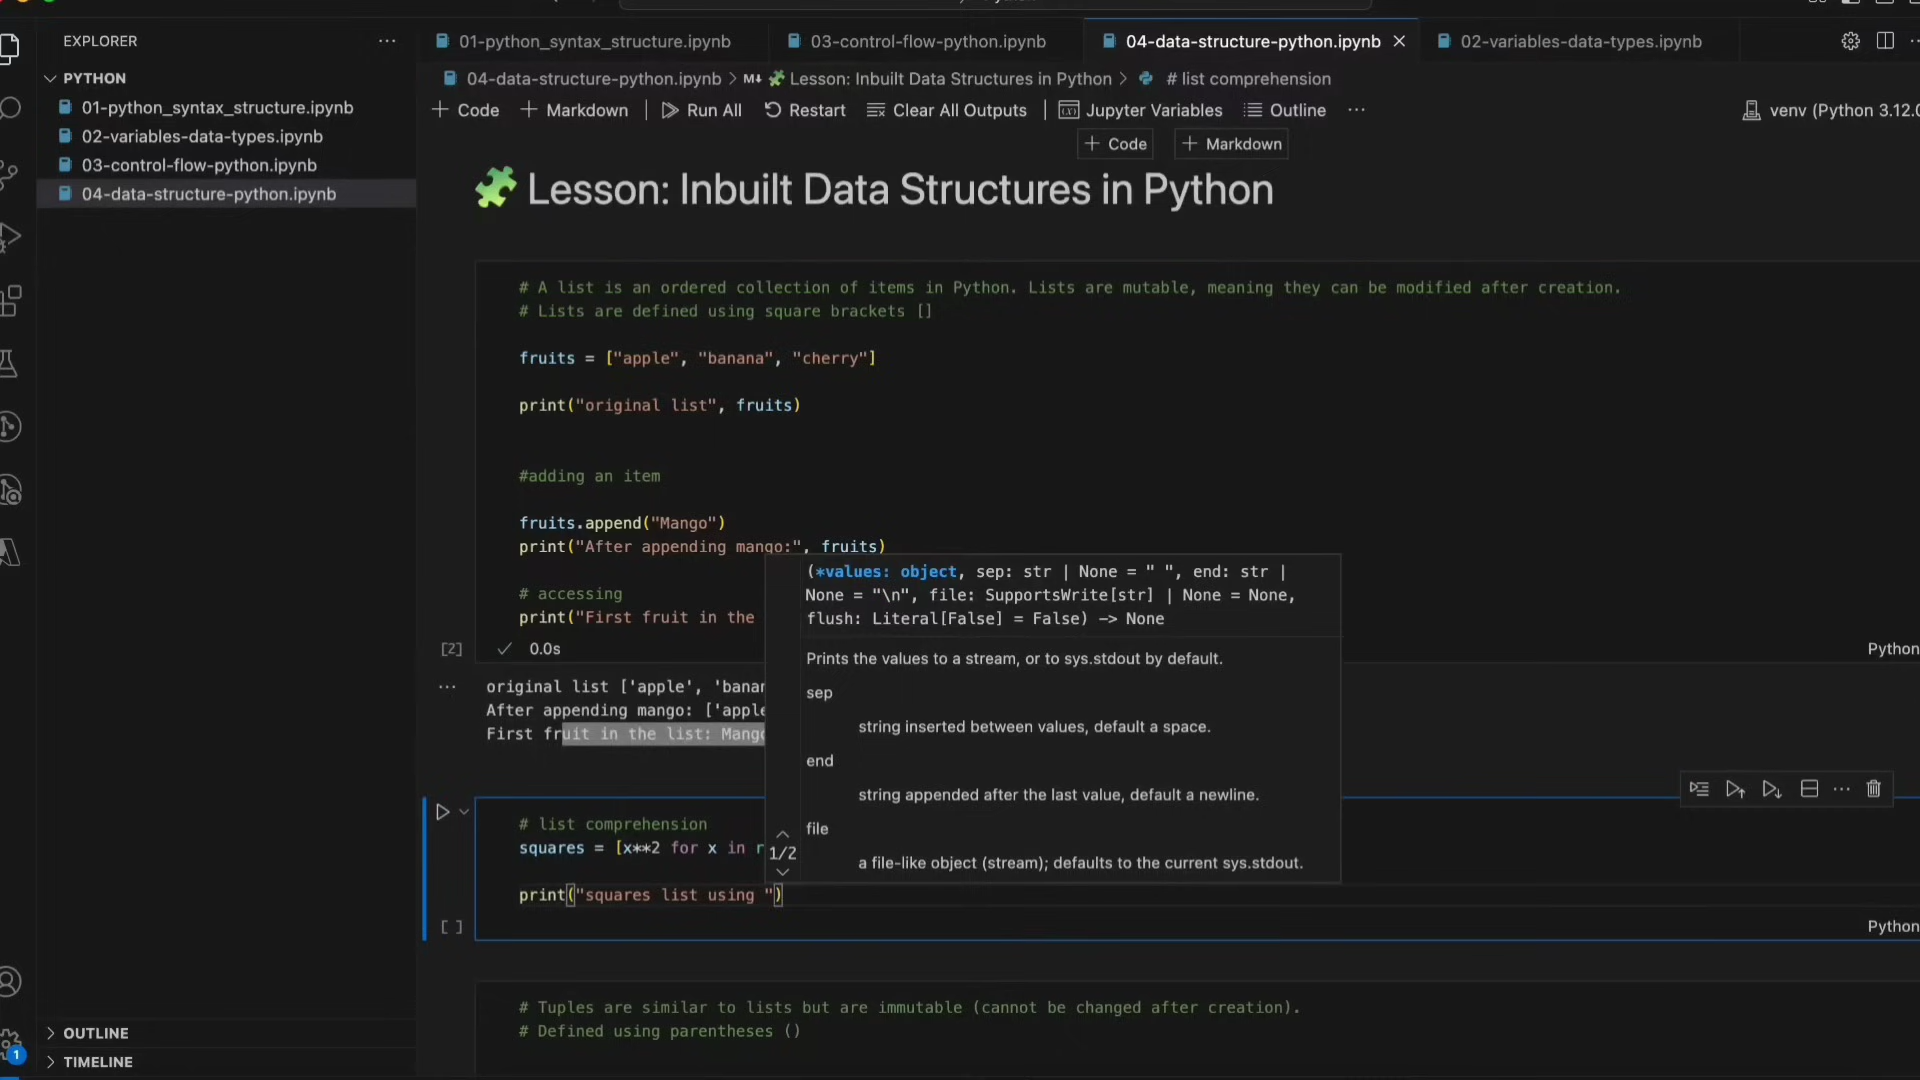 EXPLORER
PYTHON
01-python_syntax_structure.ipynb
02-variables-data-types.ipynb
03-control-flow-python.ipynb
04-data-structure-python.ipynb
OUTLINE
TIMELINE
1
01-python_syntax_structure.ipynb
03-control-flow-python.ipynb
04-data-structure-python.ipynb
02-variables-data-types.ipynb
04-data-structure-python.ipynb > M↓ Lesson: Inbuilt Data Structures in Python > # list comprehension
+ Code + Markdown | Run All Restart Clear All Outputs | Jupyter Variables Outline ···
venv (Python 3.12.0
+ Code + Markdown
Lesson: Inbuilt Data Structures in Python
# A list is an ordered collection of items in Python. Lists are mutable, meaning they can be modified after creation.
# Lists are defined using square brackets []
fruits = ["apple", "banana", "cherry"]
print("original list", fruits)
#adding an item
fruits.append("Mango")
print("After appending mango:", fruits)
# accessing
print("First fruit in the
[2] ✓ 0.0s
Python
··· original list ['apple', 'banan
After appending mango: ['apple
First fruit in the list: Mango
(*values: object, sep: str | None = " ", end: str |
None = "\n", file: SupportsWrite[str] | None = None,
flush: Literal[False] = False) -> None
Prints the values to a stream, or to sys.stdout by default.
sep
string inserted between values, default a space.
end
string appended after the last value, default a newline.
file
a file-like object (stream); defaults to the current sys.stdout.
1/2
# list comprehension
squares = [x**2 for x in r
print("squares list using ")
[ ]
Python
# Tuples are similar to lists but are immutable (cannot be changed after creation).
# Defined using parentheses ()